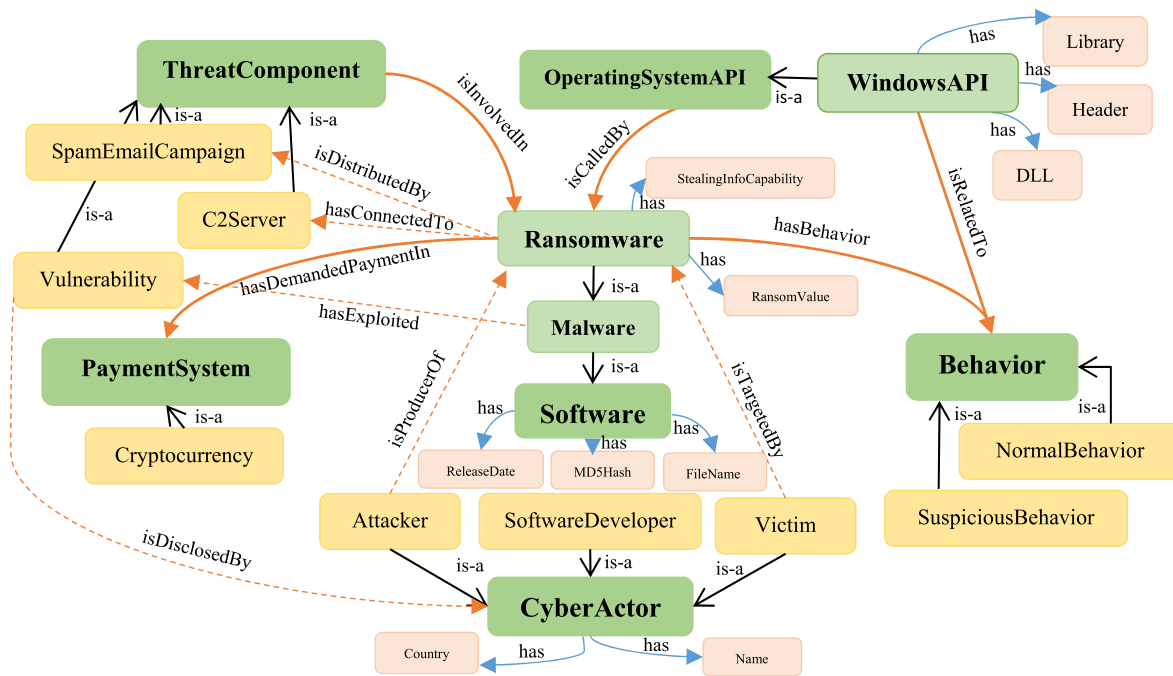 has
Library
ThreatComponent
OperatingSystemAPI
WindowsAPI
has
is-a
isInvolvedIn
Header
is-a
is-a
isCalledBy
has
SpamEmailCampaign
isDistributedBy
StealingInfoCapability
DLL
is-a
has
isRelatedTo
C2Server
hasConnectedTo
Ransomware
hasBehavior
Vulnerability
hasDemandedPaymentIn
has
is-a
RansomValue
hasExploited
Malware
PaymentSystem
Behavior
is-a
isProducerOf
isTargetedBy
is-a
Software
has
is-a
is-a
has
has
Cryptocurrency
NormalBehavior
ReleaseDate
MD5Hash
FileName
Attacker
SoftwareDeveloper
Victim
SuspiciousBehavior
isDisclosedBy
is-a
is-a
is-a
CyberActor
has
has
Country
Name